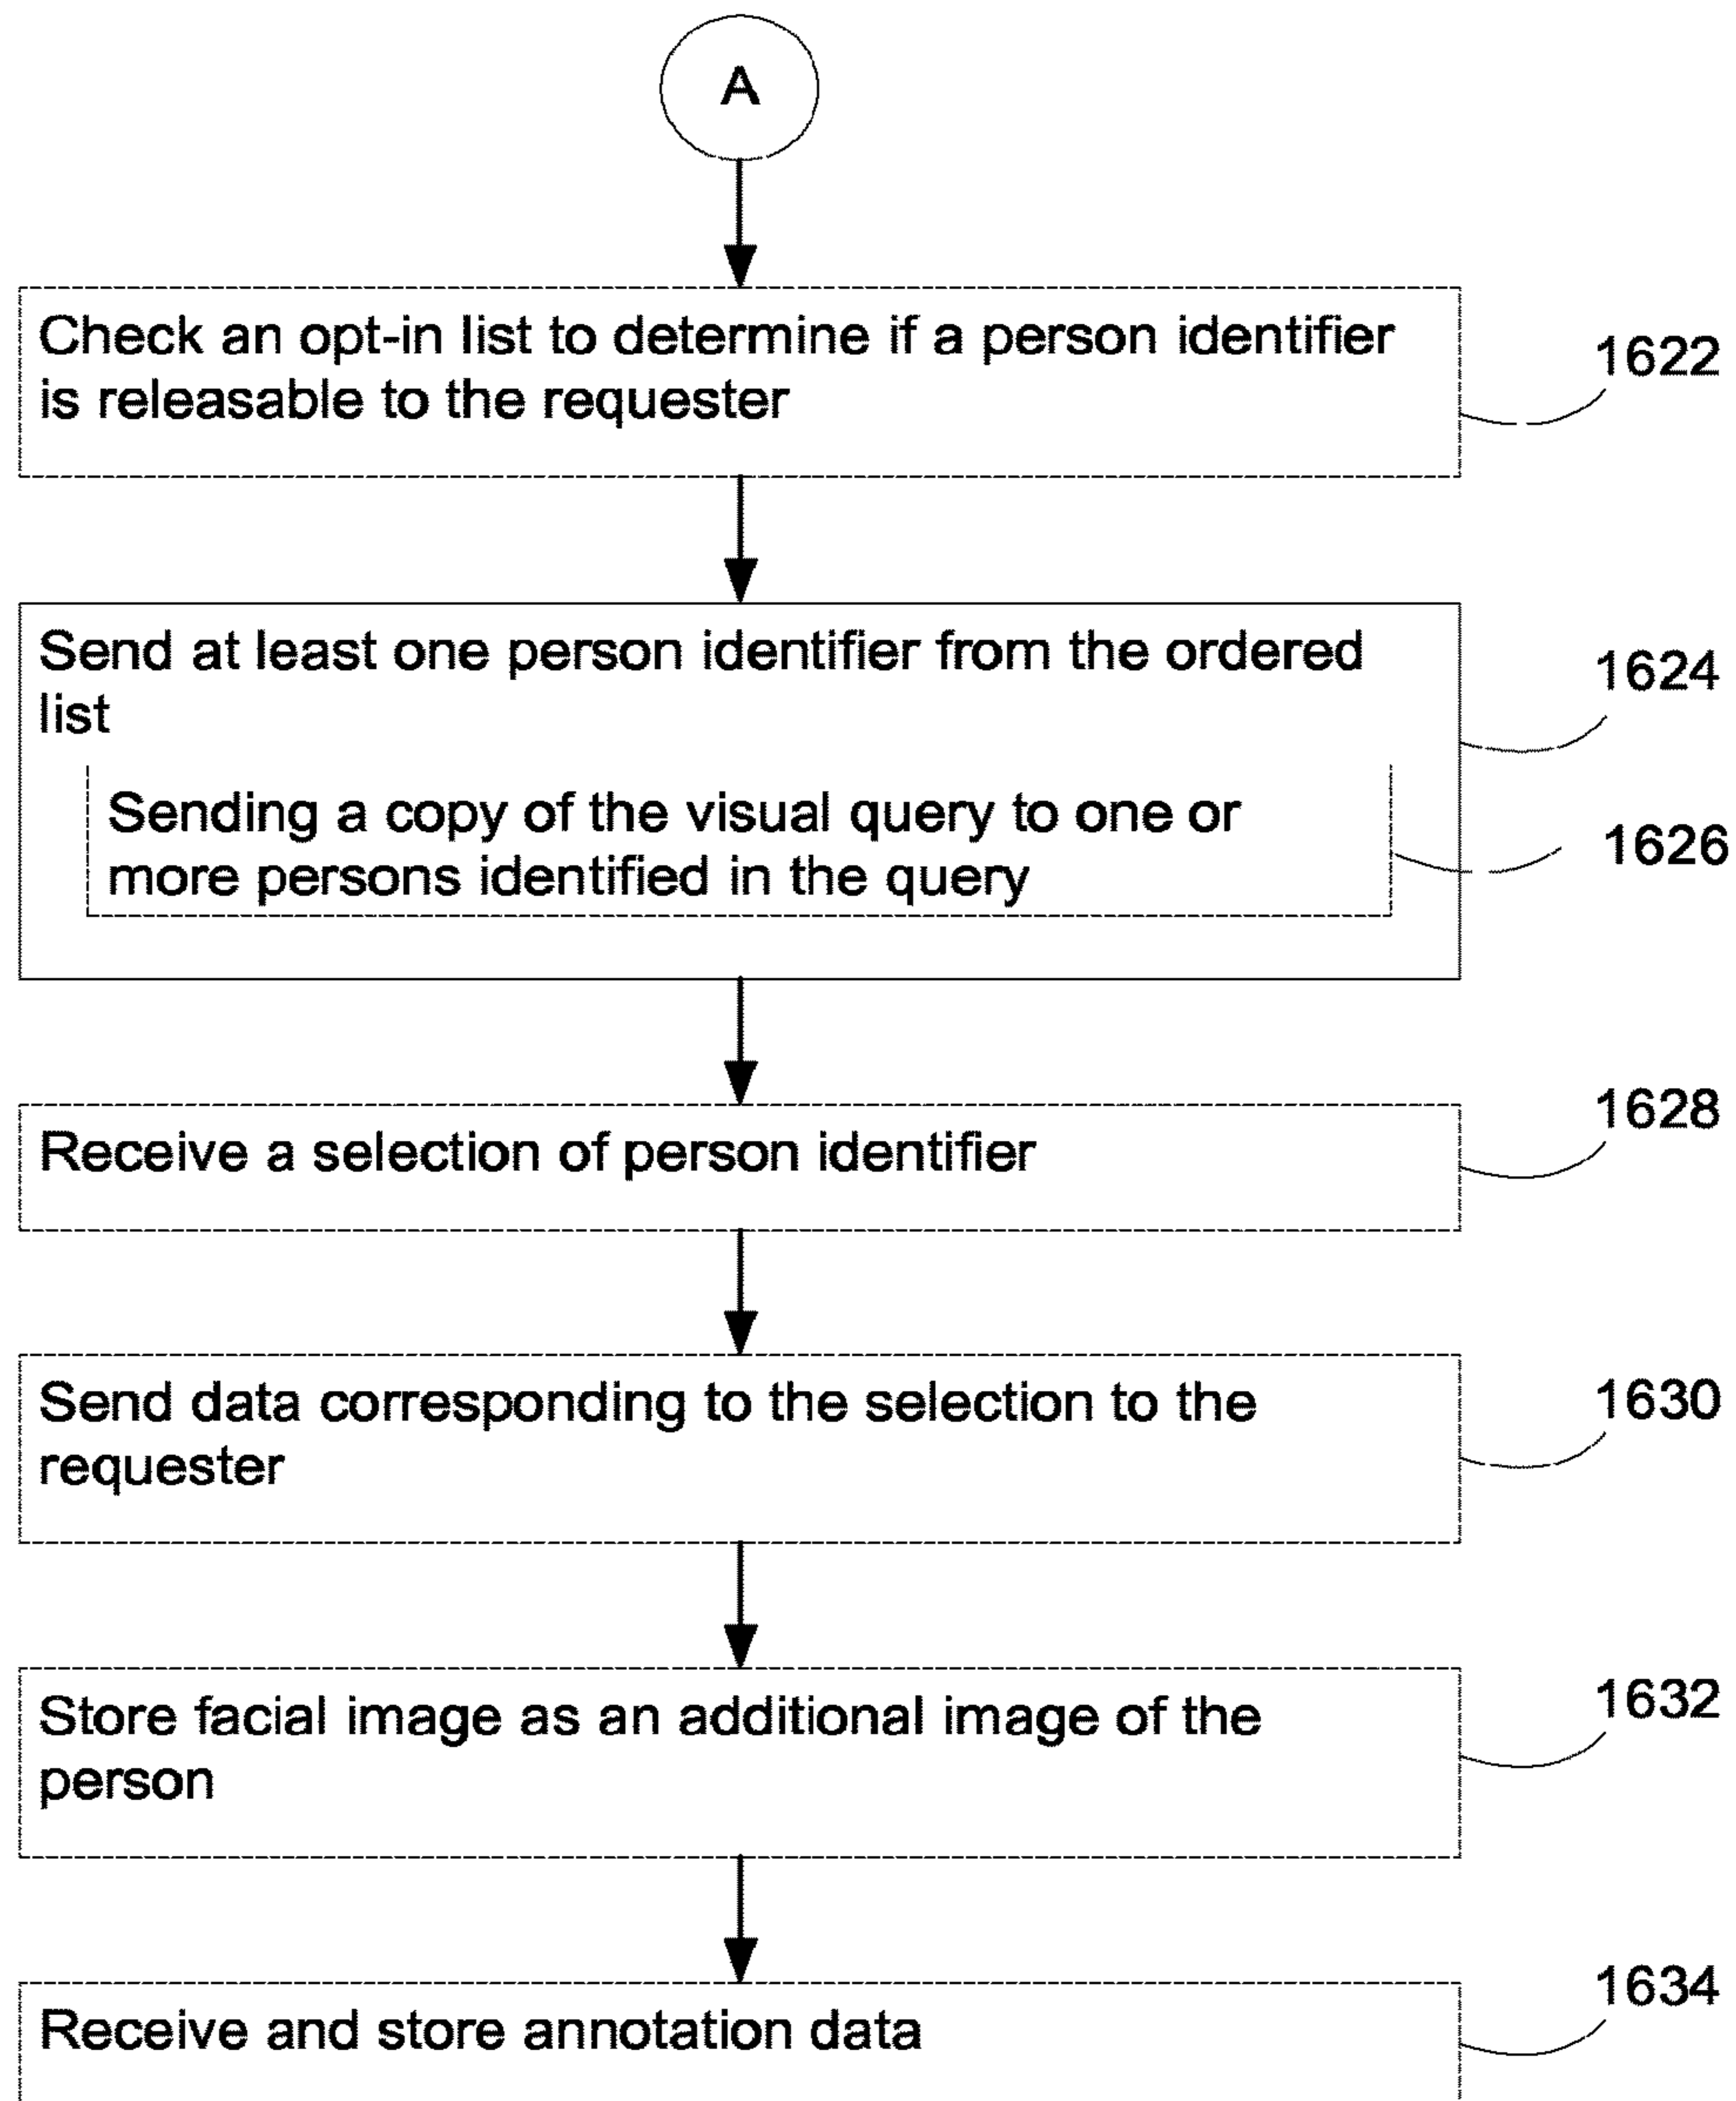 A
Check an opt-in list to determine if a person identifier
is releasable to the requester
1622
Send at least one person identifier from the ordered
list
1624
Sending a copy of the visual query to one or
more persons identified in the query
1626
Receive a selection of person identifier
1628
Send data corresponding to the selection to the
requester
1630
Store facial image as an additional image of the
person
1632
Receive and store annotation data
1634